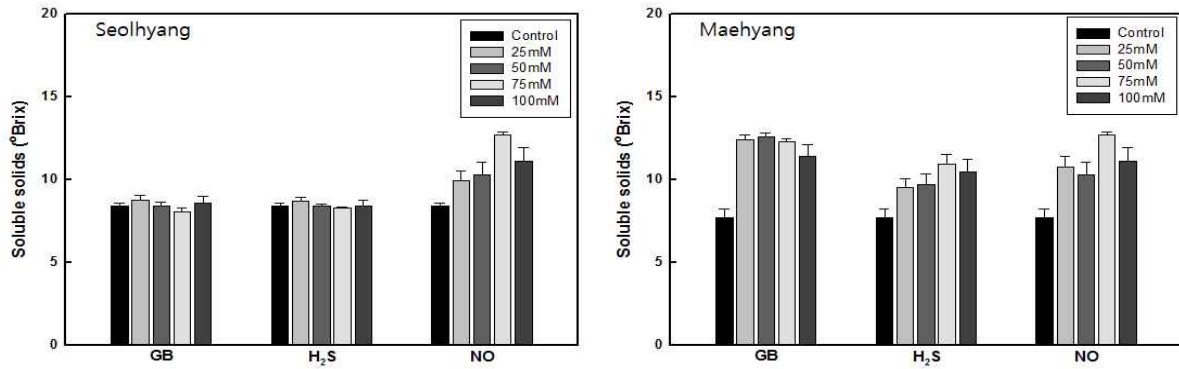 Seolhyang
Control
25mM
50mM
75mM
100mM
Soluble solids (°Brix)
20
15
10
5
0
GB
H₂S
NO
Maehyang
Control
25mM
50mM
75mM
100mM
Soluble solids (°Brix)
20
15
10
5
0
GB
H₂S
NO